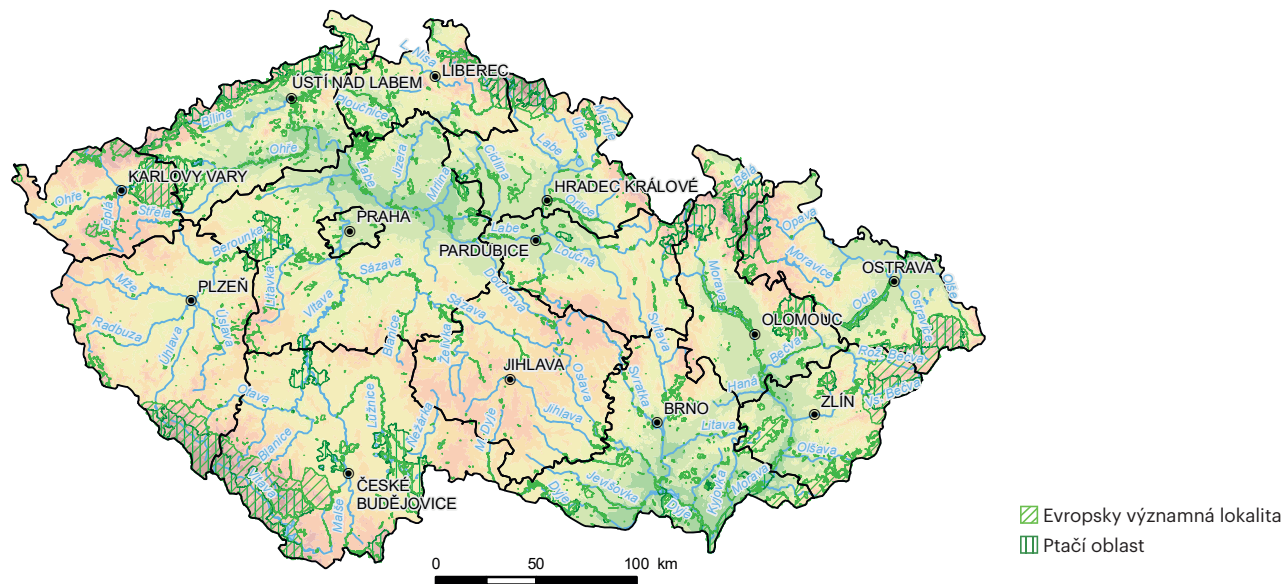 L. Nisa
LIBEREC
ÚSTÍ NAD LABEM
Ploučnice
Bílina
Metuje
Úpa
Ohře
Labe
Jizera
Cidlina
Mrlina
Labe
KARLOVY VARY
HRADEC KRÁLOVÉ
Bělá
Ohře
Teplá
Střela
Orlice
PRAHA
Opava
Berounka
Labe
PARDUBICE
Loučná
Moravice
OSTRAVA
Sázava
Doubrava
Morava
Olše
Mže
PLZEŇ
Litavka
Vltava
Sázava
Odra
Ostravice
Radbuza
Úhlava
Úslava
Blanice
Želivka
Svitava
OLOMOUC
Bečva
Rož. Bečva
JIHLAVA
Oslava
Svratka
Haná
Vs. Bečva
Otava
Lužnice
Nežárka
M. Dyje
Jihlava
BRNO
ZLÍN
Litava
Blanice
Olšava
Vltava
ČESKÉ
BUDĚJOVICE
Malše
Jevišovka
Dyje
Dyje
Kyjovka
Morava
Evropsky významná lokalita
Ptačí oblast
0 50 100 km